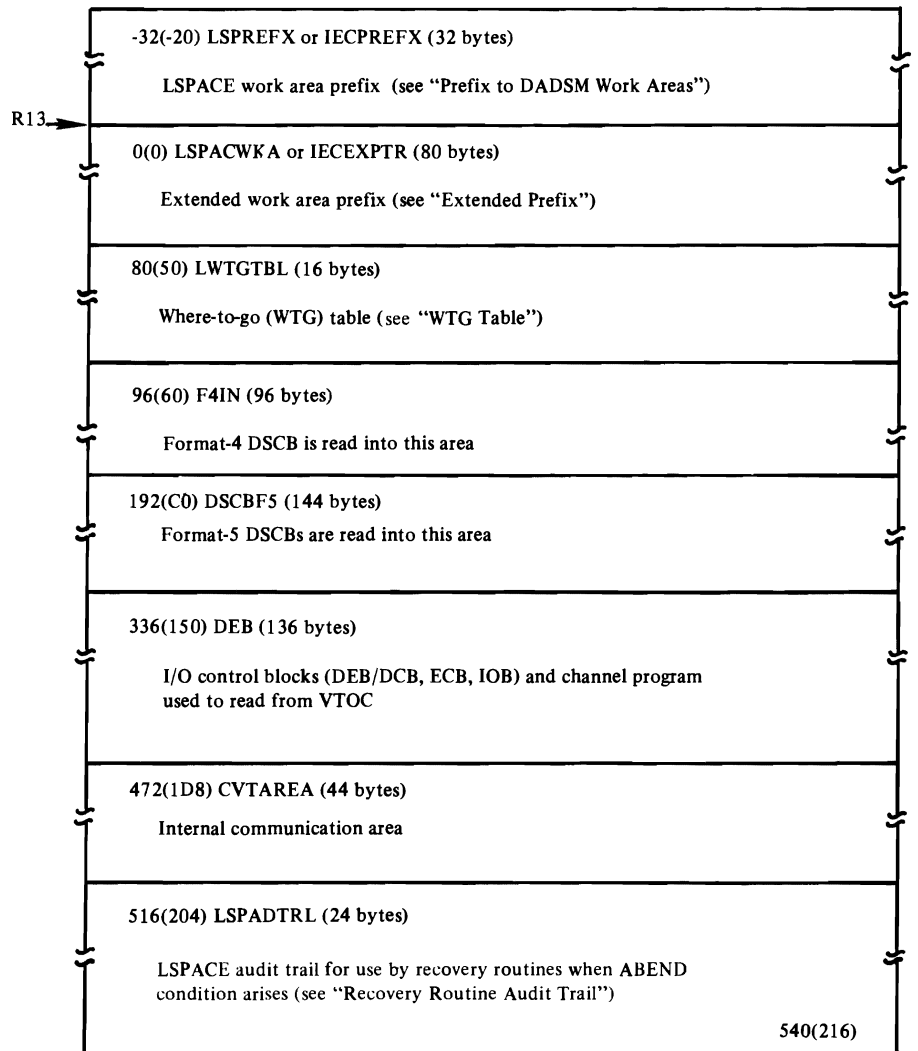 -32(-20) LSPREFX or IECPREFX (32 bytes)
LSPACE work area prefix (see “Prefix to DADSM Work Areas”)
R13
0(0) LSPACWKA or IECEXPTR (80 bytes)
Extended work area prefix (see “Extended Prefix”)
80(50) LWTGTBL (16 bytes)
Where-to-go (WTG) table (see “WTG Table”)
96(60) F4IN (96 bytes)
Format-4 DSCB is read into this area
192(C0) DSCBF5 (144 bytes)
Format-5 DSCBs are read into this area
336(150) DEB (136 bytes)
I/O control blocks (DEB/DCB, ECB, IOB) and channel program
used to read from VTOC
472(1D8) CVTAREA (44 bytes)
Internal communication area
516(204) LSPADTRL (24 bytes)
LSPACE audit trail for use by recovery routines when ABEND
condition arises (see “Recovery Routine Audit Trail”)
540(216)